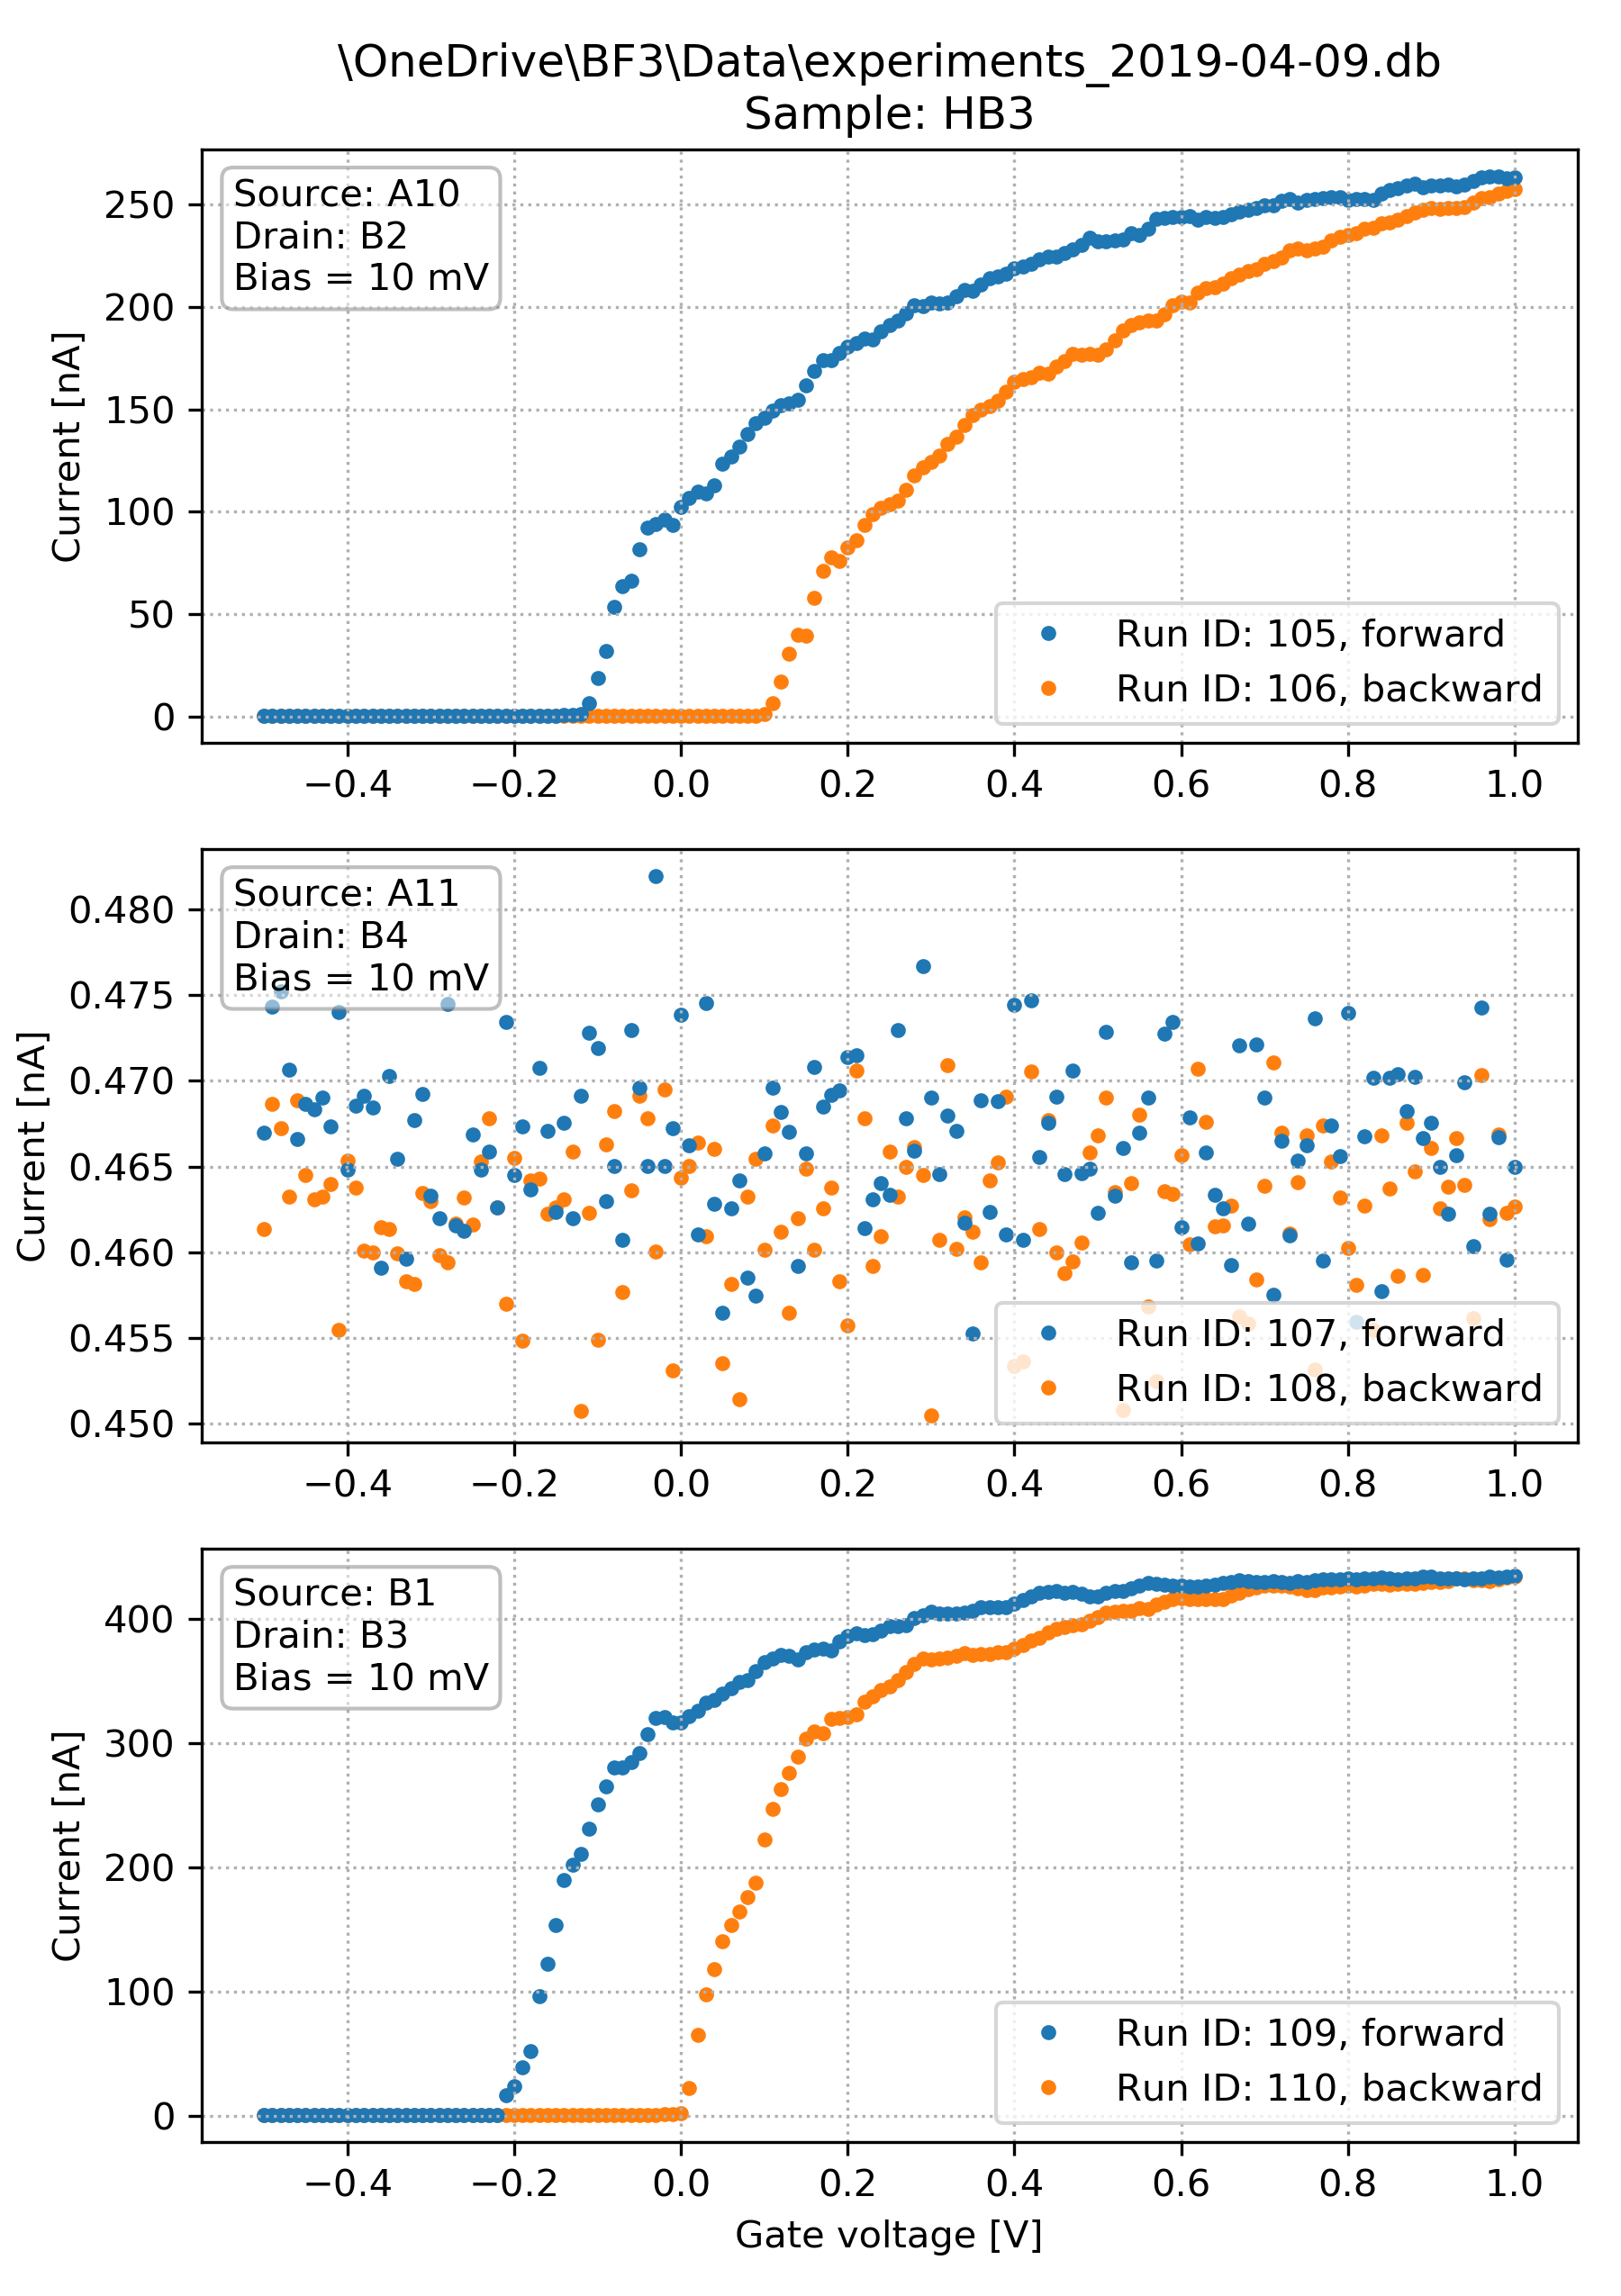 \OneDrive\BF3\Data\experiments_2019-04-09.db
Sample: HB3
Source: A10
Drain: B2
Bias = 10 mV
Current [nA]
250
200
150
100
50
0
Run ID: 105, forward
Run ID: 106, backward
−0.4 −0.2 0.0 0.2 0.4 0.6 0.8 1.0
Source: A11
Drain: B4
Bias = 10 mV
Current [nA]
0.480
0.475
0.470
0.465
0.460
0.455
0.450
Run ID: 107, forward
Run ID: 108, backward
−0.4 −0.2 0.0 0.2 0.4 0.6 0.8 1.0
Source: B1
Drain: B3
Bias = 10 mV
Current [nA]
400
300
200
100
0
Run ID: 109, forward
Run ID: 110, backward
−0.4 −0.2 0.0 0.2 0.4 0.6 0.8 1.0
Gate voltage [V]